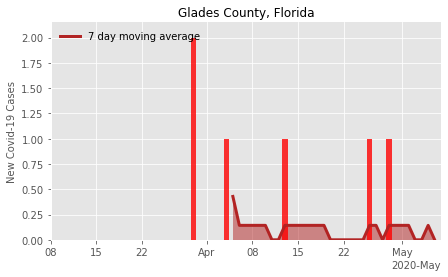 Glades County, Florida
7 day moving average
New Covid-19 Cases
2.00
1.75
1.50
1.25
1.00
0.75
0.50
0.25
0.00
08
15
22
Apr
08
15
22
May
2020-May